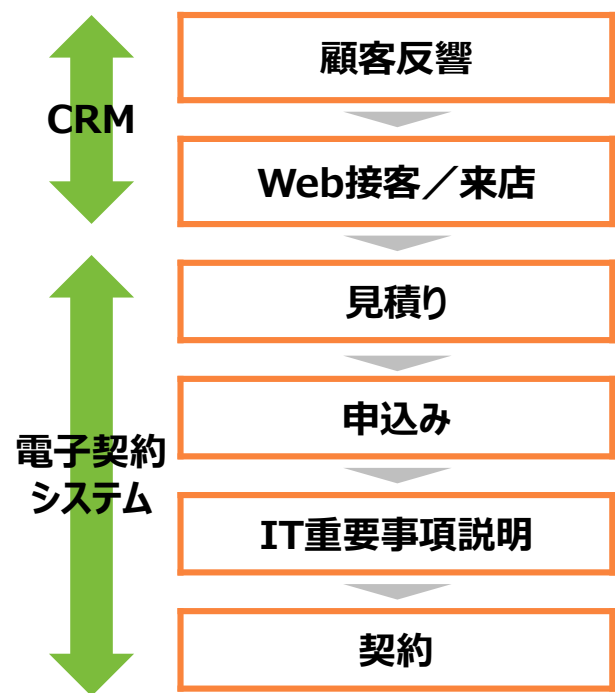 顧客反響
CRM
Web接客／来店
見積り
申込み
電子契約
システム
IT重要事項説明
契約